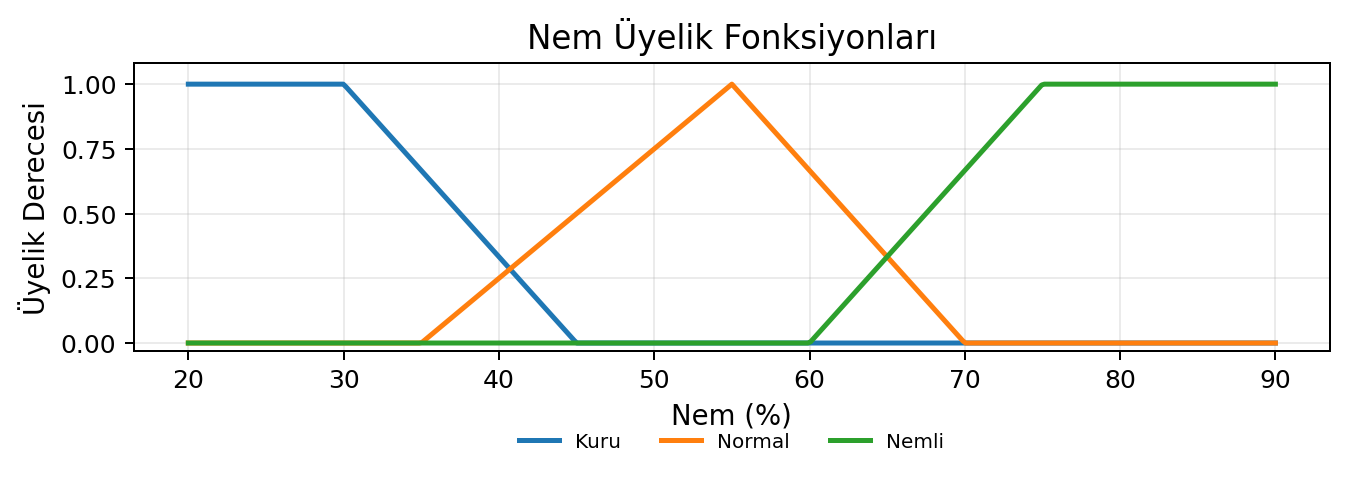 Nem Üyelik Fonksiyonları
Üyelik Derecesi
1.00
0.75
0.50
0.25
0.00
20 30 40 50 60 70 80 90
Nem (%)
Kuru Normal Nemli